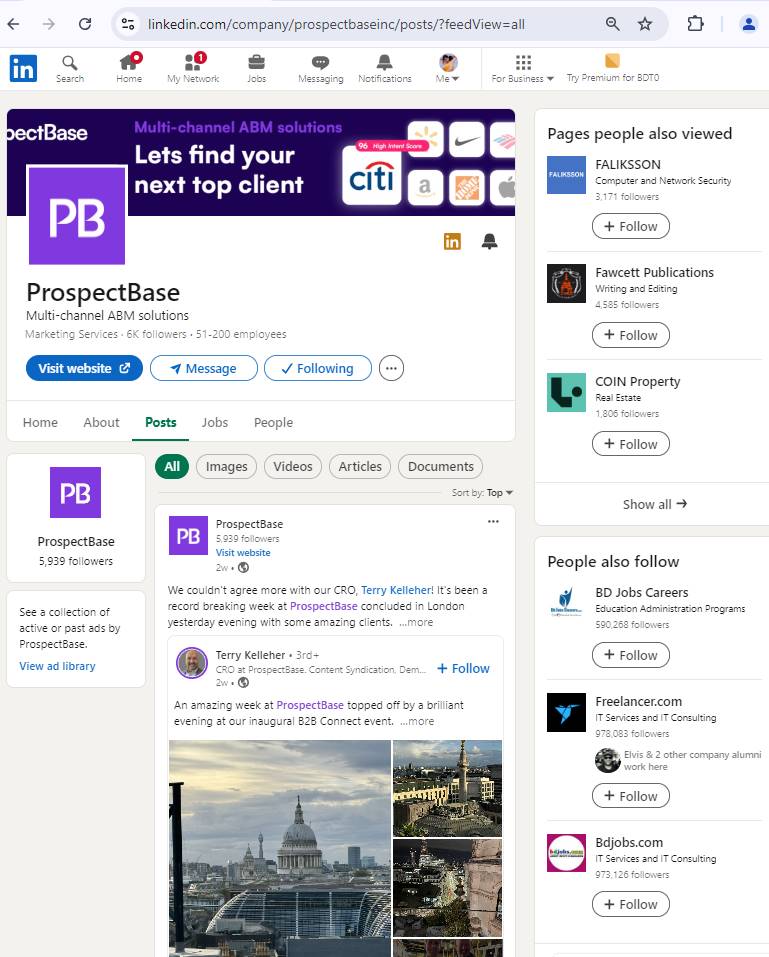 linkedin.com/company/prospectbaseinc/posts/?feedView=all
in
Search
Home
1
My Network
Jobs
Messaging
Notifications
Me
For Business
Try Premium for BDT0
pectBase
Multi-channel ABM solutions
Lets find your
next top client
96 High Intent Score
citi
a
PB
in
ProspectBase
Multi-channel ABM solutions
Marketing Services · 6K followers · 51-200 employees
Visit website
Message
Following
Home
About
Posts
Jobs
People
PB
ProspectBase
5,939 followers
See a collection of
active or past ads by
ProspectBase.
View ad library
All
Images
Videos
Articles
Documents
Sort by: Top
PB
ProspectBase
5,939 followers
Visit website
2w •
We couldn't agree more with our CRO, Terry Kelleher! It's been a
record breaking week at ProspectBase concluded in London
yesterday evening with some amazing clients. ...more
Terry Kelleher • 3rd+
CRO at ProspectBase. Content Syndication, Dem...
2w •
+ Follow
An amazing week at ProspectBase topped off by a brilliant
evening at our inaugural B2B Connect event. ...more
Pages people also viewed
FALIKSSON
FALIKSSON
Computer and Network Security
3,171 followers
+ Follow
Fawcett Publications
Writing and Editing
4,585 followers
+ Follow
COIN Property
Real Estate
1,806 followers
+ Follow
Show all →
People also follow
BD Jobs Careers
Education Administration Programs
590,268 followers
+ Follow
Freelancer.com
IT Services and IT Consulting
978,083 followers
Elvis & 2 other company alumni
work here
+ Follow
bdjobs.com
Bdjobs.com
IT Services and IT Consulting
973,126 followers
+ Follow